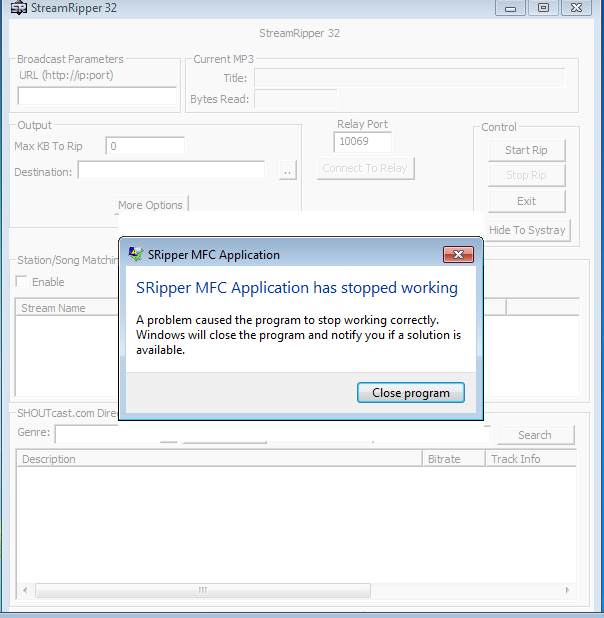 StreamRipper 32
StreamRipper 32
Broadcast Parameters
URL (http://ip:port)
Current MP3
Title:
Bytes Read:
Output
Max KB To Rip
0
Destination:
..
More Options
Relay Port
10069
Connect To Relay
Control
Start Rip
Stop Rip
Exit
Hide To Systray
Station/Song Matchin
Enable
Stream Name
SRipper MFC Application
SRipper MFC Application has stopped working
A problem caused the program to stop working correctly.
Windows will close the program and notify you if a solution is
available.
Close program
SHOUTcast.com Direc
Genre:
Search
Description
Bitrate
Track Info